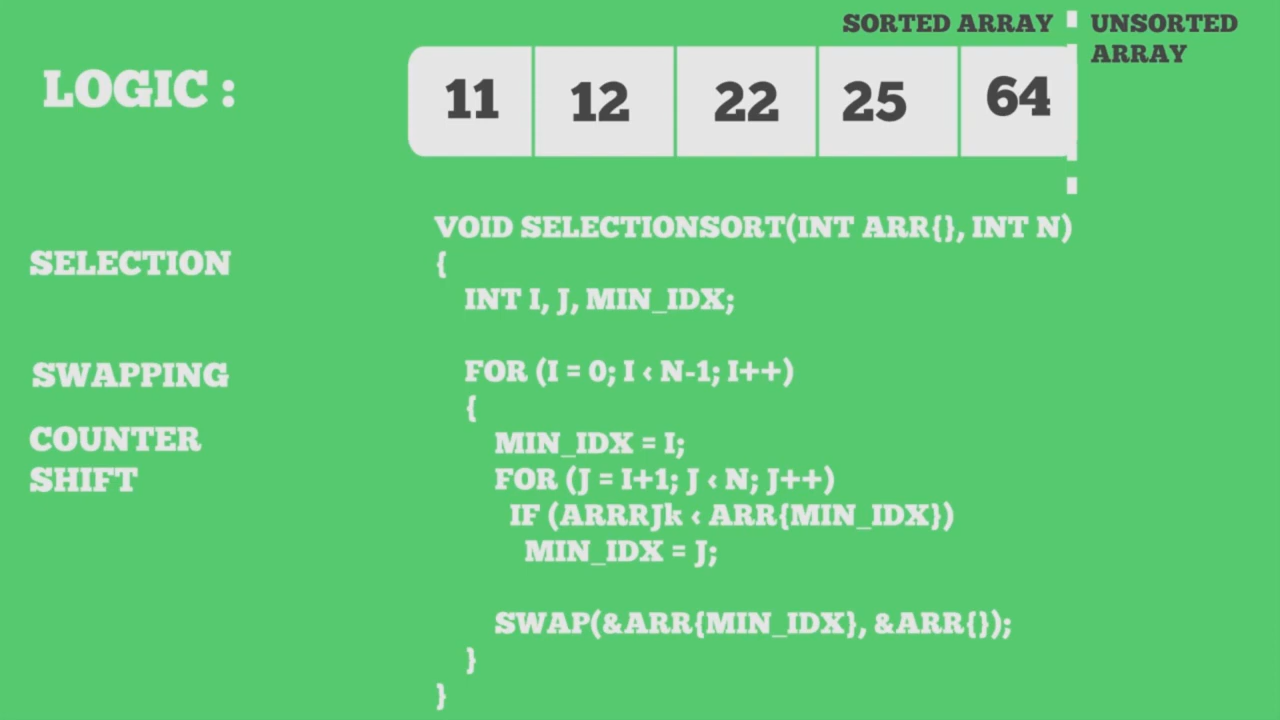 SORTED ARRAY
UNSORTED
ARRAY
LOGIC :
11 12 22 25 64
SELECTION
SWAPPING
COUNTER
SHIFT
VOID SELECTIONSORT(INT ARR{}, INT N)
{
INT I, J, MIN_IDX;
FOR (I = 0; I ‹ N-1; I++)
{
MIN_IDX = I;
FOR (J = I+1; J ‹ N; J++)
IF (ARRRJk ‹ ARR{MIN_IDX})
MIN_IDX = J;
SWAP(&ARR{MIN_IDX}, &ARR{});
}
}